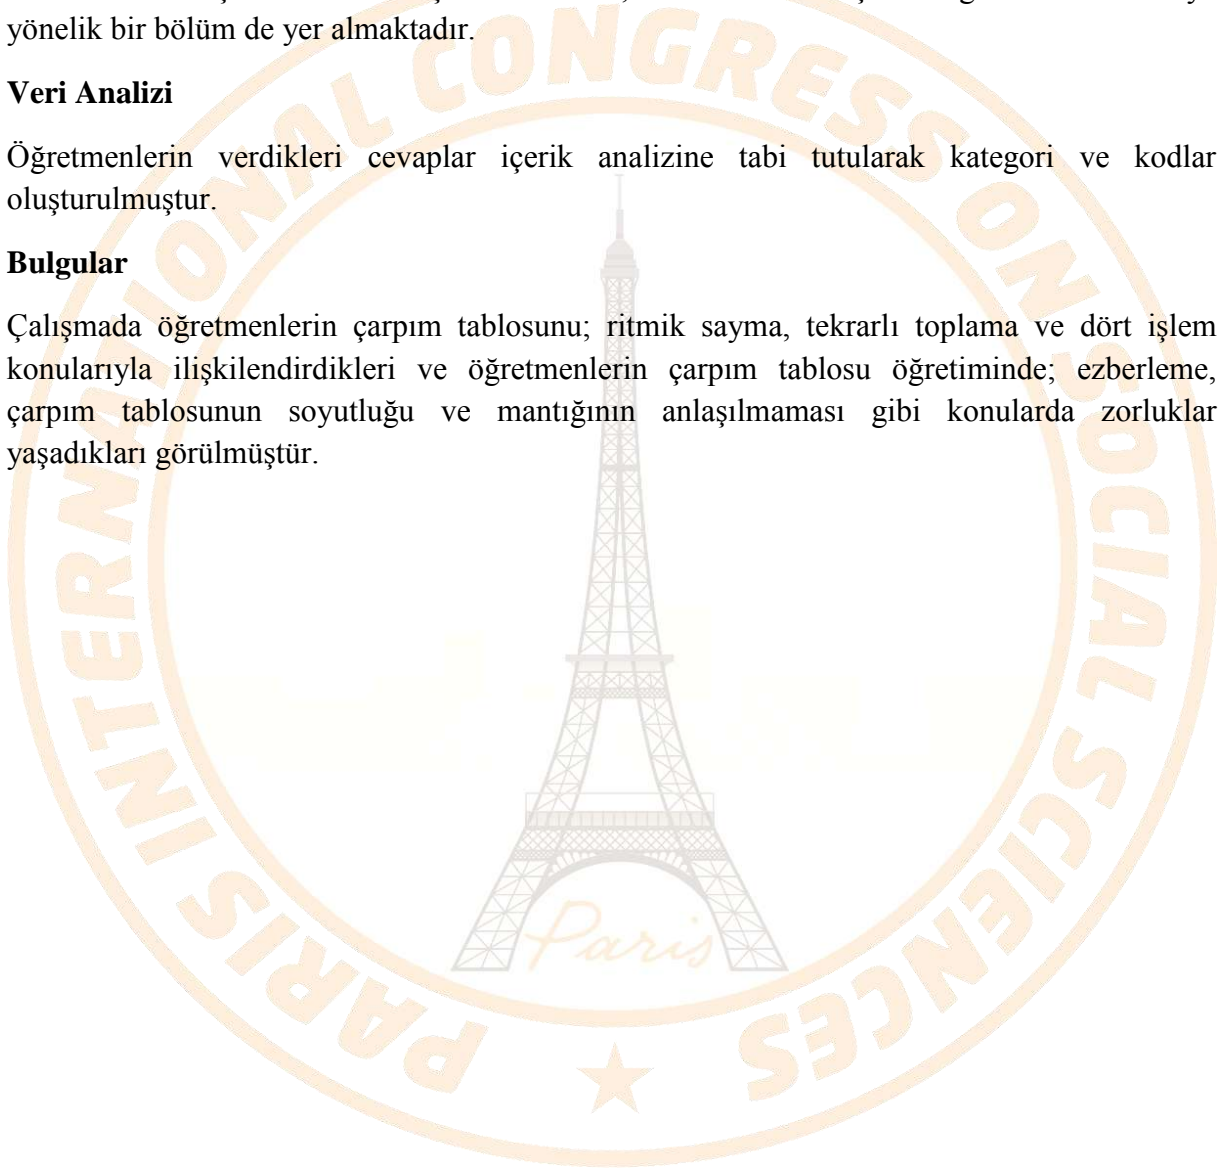 yönelik bir bölüm de yer almaktadır.
Veri Analizi
Öğretmenlerin verdikleri cevaplar içerik analizine tabi tutularak kategori ve kodlar
oluşturulmuştur.
Bulgular
Çalışmada öğretmenlerin çarpım tablosunu; ritmik sayma, tekrarlı toplama ve dört işlem
konularıyla ilişkilendirdikleri ve öğretmenlerin çarpım tablosu öğretiminde; ezberleme,
çarpım tablosunun soyutluğu ve mantığının anlaşılmaması gibi konularda zorluklar
yaşadıkları görülmüştür.
PARIS INTERNATIONAL CONGRESS ON SOCIAL SCIENCES
Paris